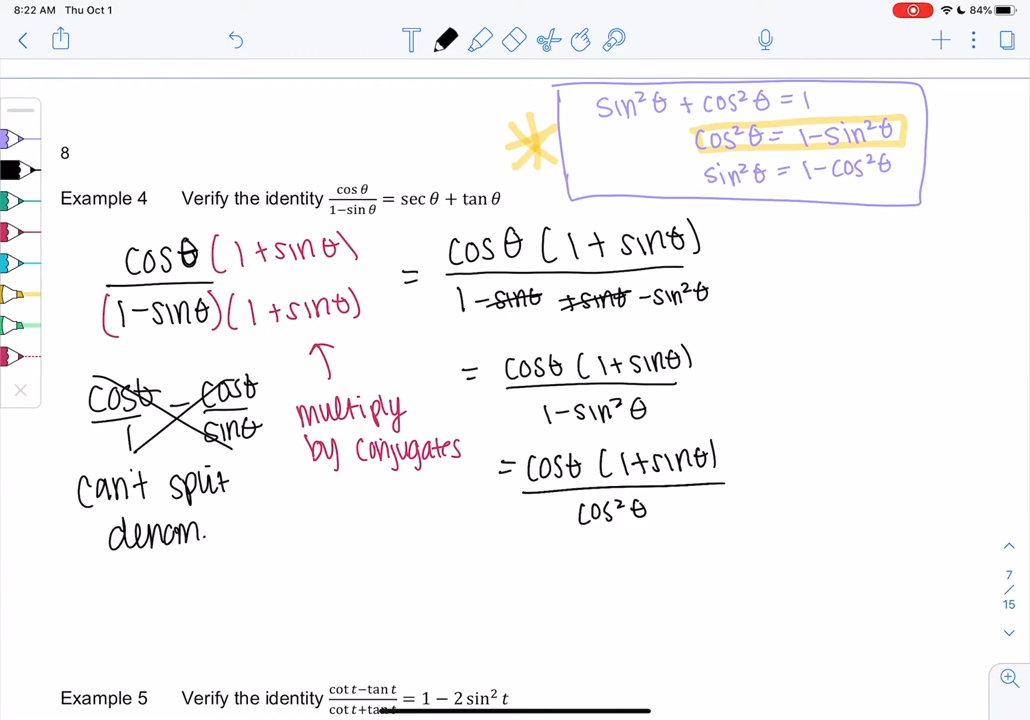 8:22 AM Thu Oct 1
84%
sin²θ + cos²θ = 1
cos²θ = 1 - sin²θ
sin²θ = 1 - cos²θ
8
Example 4 Verify the identity cos θ / 1−sin θ = sec θ + tan θ
cosθ (1 + sinθ) / (1 - sinθ)(1 + sinθ) = cosθ (1 + sinθ) / 1 - sinθ + sinθ - sin²θ
= cosθ (1 + sinθ) / 1 - sin²θ
cosθ / 1 - cosθ / sinθ
can't split
denom.
multiply
by conjugates
= cosθ (1 + sinθ) / cos²θ
7
/
15
Example 5 Verify the identity cot t−tan t / cot t+tan t = 1 − 2 sin² t